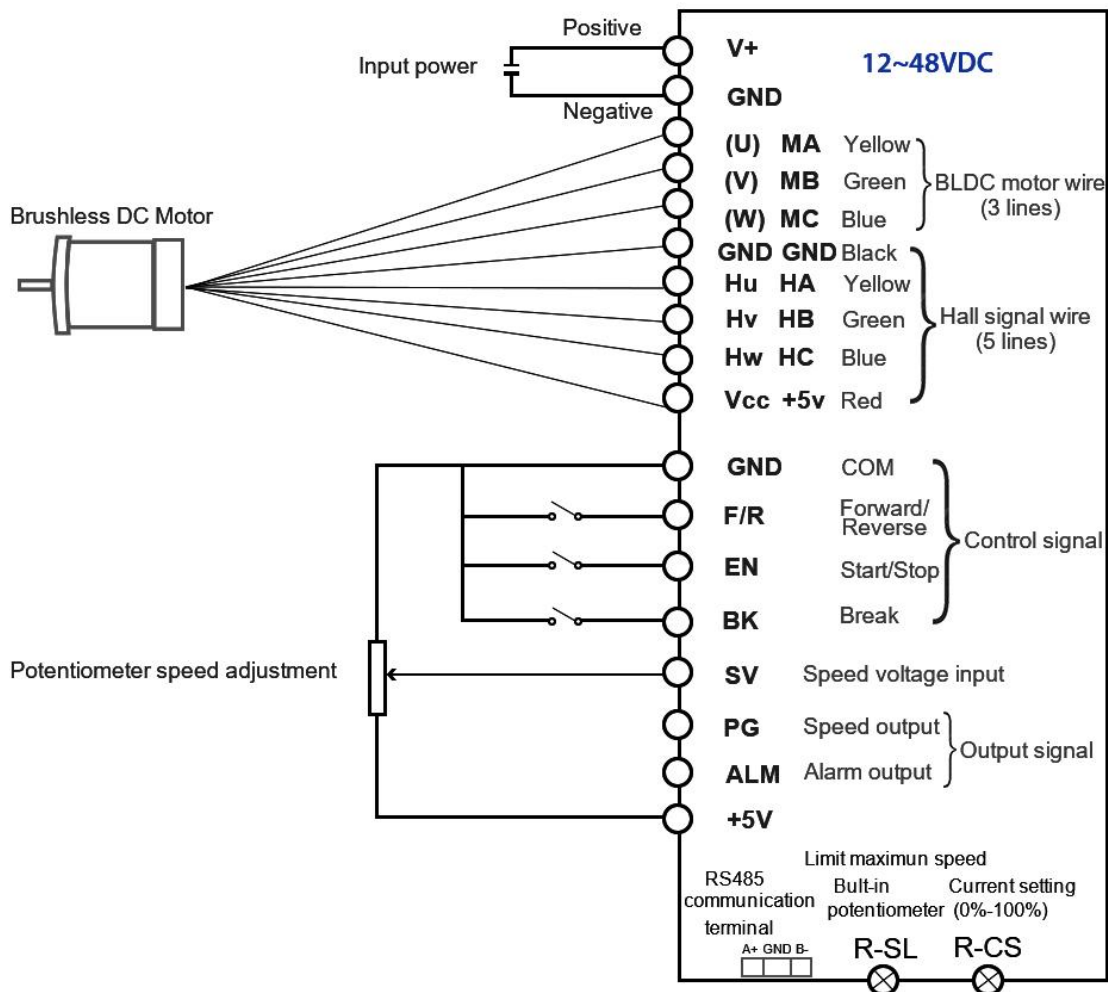 Positive
V+
12~48VDC
Input power
GND
Negative
(U) MA Yellow
(V) MB Green
BLDC motor wire
(3 lines)
(W) MC Blue
Brushless DC Motor
GND GND Black
Hu HA Yellow
Hv HB Green
Hall signal wire
(5 lines)
Hw HC Blue
Vcc +5v Red
GND COM
F/R Forward/
Reverse
Control signal
EN Start/Stop
BK Break
Potentiometer speed adjustment
SV Speed voltage input
PG Speed output
Output signal
ALM Alarm output
+5V
Limit maximun speed
RS485
communication
terminal
Bult-in
potentiometer
Current setting
(0%-100%)
A+ GND B-
R-SL R-CS